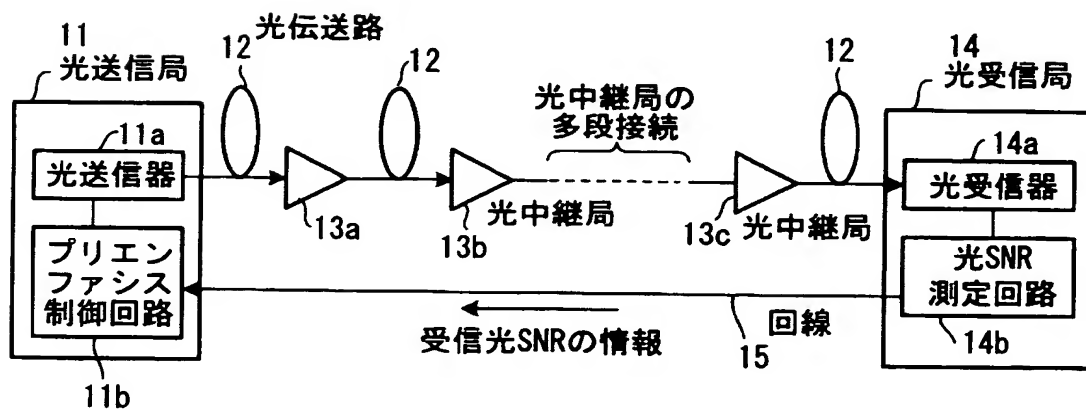 11
光送信局
11a
光送信器
プリエン
ファシス
制御回路
11b
12
光伝送路
12
13a
13b
光中継局
光中継局の
多段接続
13c
光中継局
12
14
光受信局
14a
光受信器
光SNR
測定回路
14b
受信光SNRの情報
15
回線